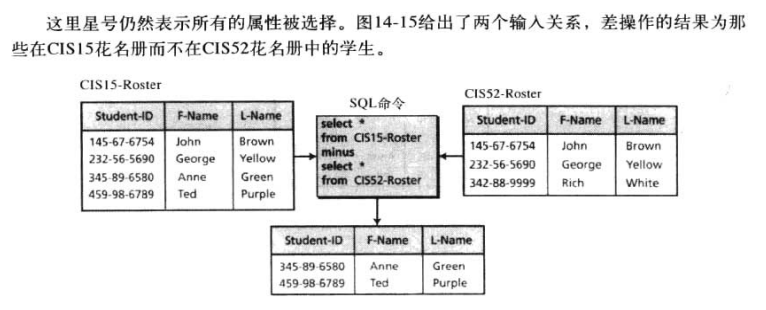 这里星号仍然表示所有的属性被选择。图14-15给出了两个输入关系，差操作的结果为那
些在CIS15花名册而不在CIS52花名册中的学生。
CIS15-Roster
Student-ID F-Name L-Name
145-67-6754 John Brown
232-56-5690 George Yellow
345-89-6580 Anne Green
459-98-6789 Ted Purple
SQL命令
select *
from CIS15-Roster
minus
select *
from CIS52-Roster
CIS52-Roster
Student-ID F-Name L-Name
145-67-6754 John Brown
232-56-5690 George Yellow
342-88-9999 Rich White
Student-ID F-Name L-Name
345-89-6580 Anne Green
459-98-6789 Ted Purple